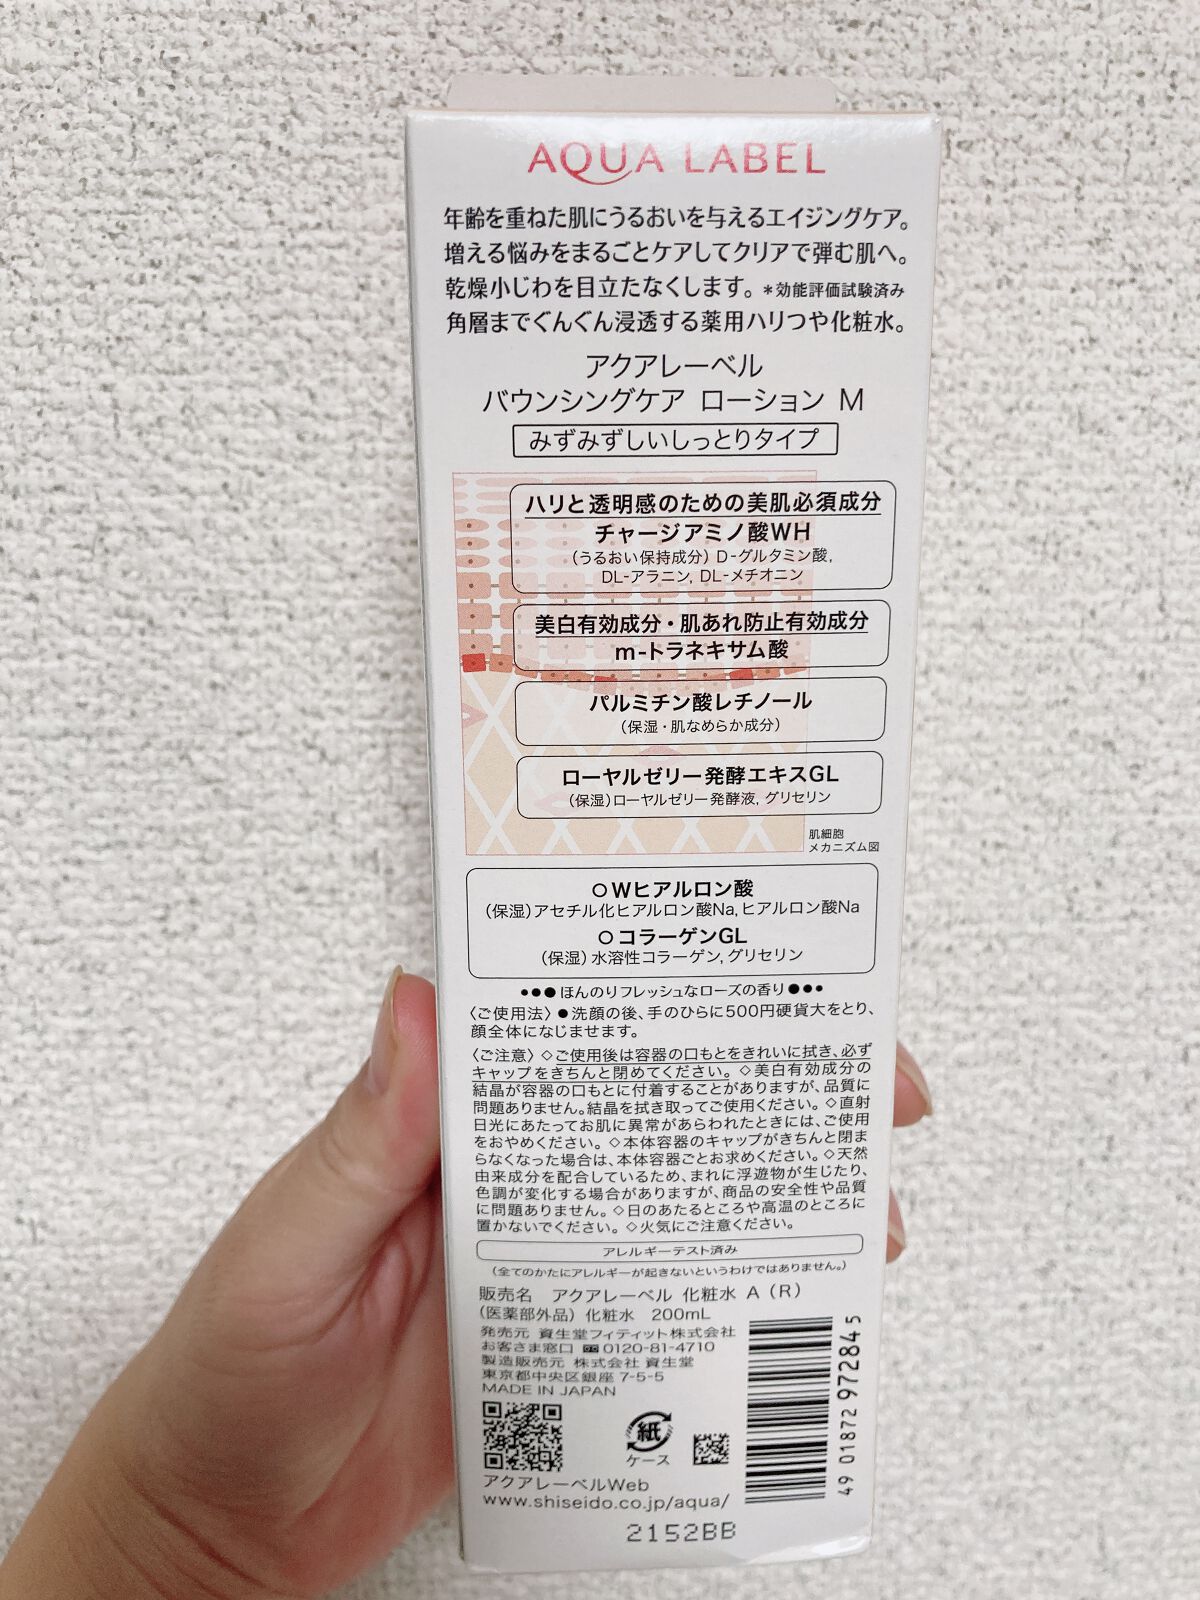 AQUA LABEL
年齢を重ねた肌にうるおいを与えるエイジングケア。
増える悩みをまるごとケアしてクリアで弾む肌へ。
乾燥小じわを目立たなくします。*効能評価試験済み
角層までぐんぐん浸透する薬用ハリつや化粧水。
アクアレーベル
バウンシングケア ローション M
みずみずしいしっとりタイプ
ハリと透明感のための美肌必須成分
チャージアミノ酸WH
(うるおい保持成分) D-グルタミン酸,
DL-アラニン, DL-メチオニン
美白有効成分・肌あれ防止有効成分
m-トラネキサム酸
パルミチン酸レチノール
(保湿・肌なめらか成分)
ローヤルゼリー発酵エキスGL
(保湿)ローヤルゼリー発酵液, グリセリン
肌細胞
メカニズム図
○Wヒアルロン酸
(保湿)アセチル化ヒアルロン酸Na, ヒアルロン酸Na
○コラーゲンGL
(保湿) 水溶性コラーゲン, グリセリン
●●●ほんのりフレッシュなローズの香り●●●
〈ご使用法〉●洗顔の後、手のひらに500円硬貨大をとり、
顔全体になじませます。
〈ご注意〉◇ご使用後は容器の口もとをきれいに拭き、必ず
キャップをきちんと閉めてください。◇美白有効成分の
結晶が容器の口もとに付着することがありますが、品質に
問題ありません。結晶を拭き取ってご使用ください。◇直射
日光にあたってお肌に異常があらわれたときには、ご使用
をおやめください。◇本体容器のキャップがきちんと閉ま
らなくなった場合は、本体容器ごとお求めください。◇天然
由来成分を配合しているため、まれに浮遊物が生じたり、
色調が変化する場合がありますが、商品の安全性や品質
に問題ありません。◇日のあたるところや高温のところに
置かないでください。◇火気にご注意ください。
アレルギーテスト済み
(全てのかたにアレルギーが起きないというわけではありません。)
販売名 アクアレーベル 化粧水 A (R)
(医薬部外品) 化粧水 200mL
発売元 資生堂フィティット株式会社
お客さま窓口 0120-81-4710
製造販売元 株式会社 資生堂
東京都中央区銀座 7-5-5
MADE IN JAPAN
紙
ケース
アクアレーベルWeb
www.shiseido.co.jp/aqua/
4901872 972845
2152BB